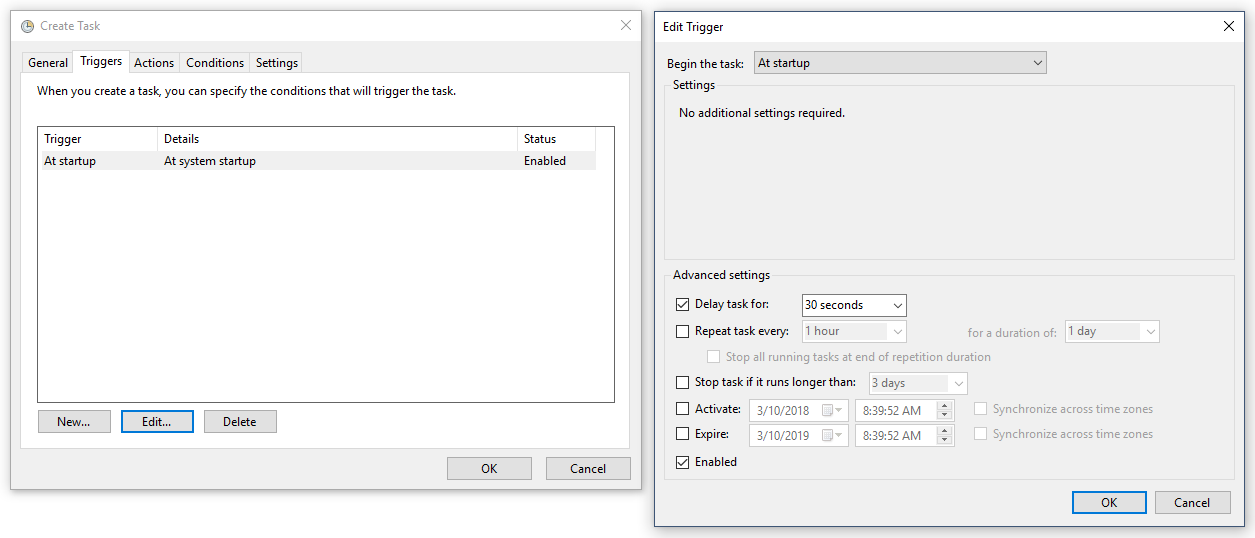 Create Task
General Triggers Actions Conditions Settings
When you create a task, you can specify the conditions that will trigger the task.
Trigger Details Status
At startup At system startup Enabled
New... Edit... Delete
OK Cancel
Edit Trigger
Begin the task: At startup
Settings
No additional settings required.
Advanced settings
Delay task for: 30 seconds
Repeat task every: 1 hour for a duration of: 1 day
Stop all running tasks at end of repetition duration
Stop task if it runs longer than: 3 days
Activate: 3/10/2018 8:39:52 AM Synchronize across time zones
Expire: 3/10/2019 8:39:52 AM Synchronize across time zones
Enabled
OK Cancel